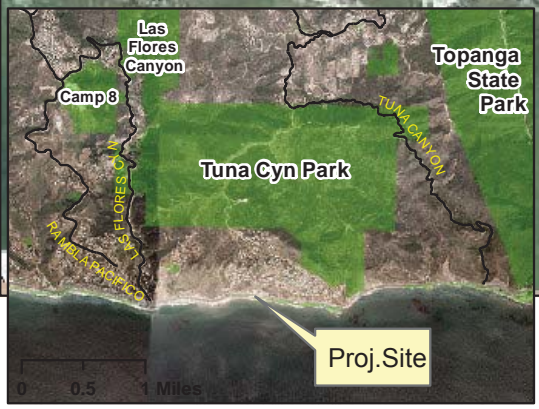 Las
Flores
Canyon
Topanga
State
Park
Camp 8
TUNA CANYON
Tuna Cyn Park
LAS FLORES CYN
RAMBLA PACIFICO
Proj.Site
0 0.5 1 Miles